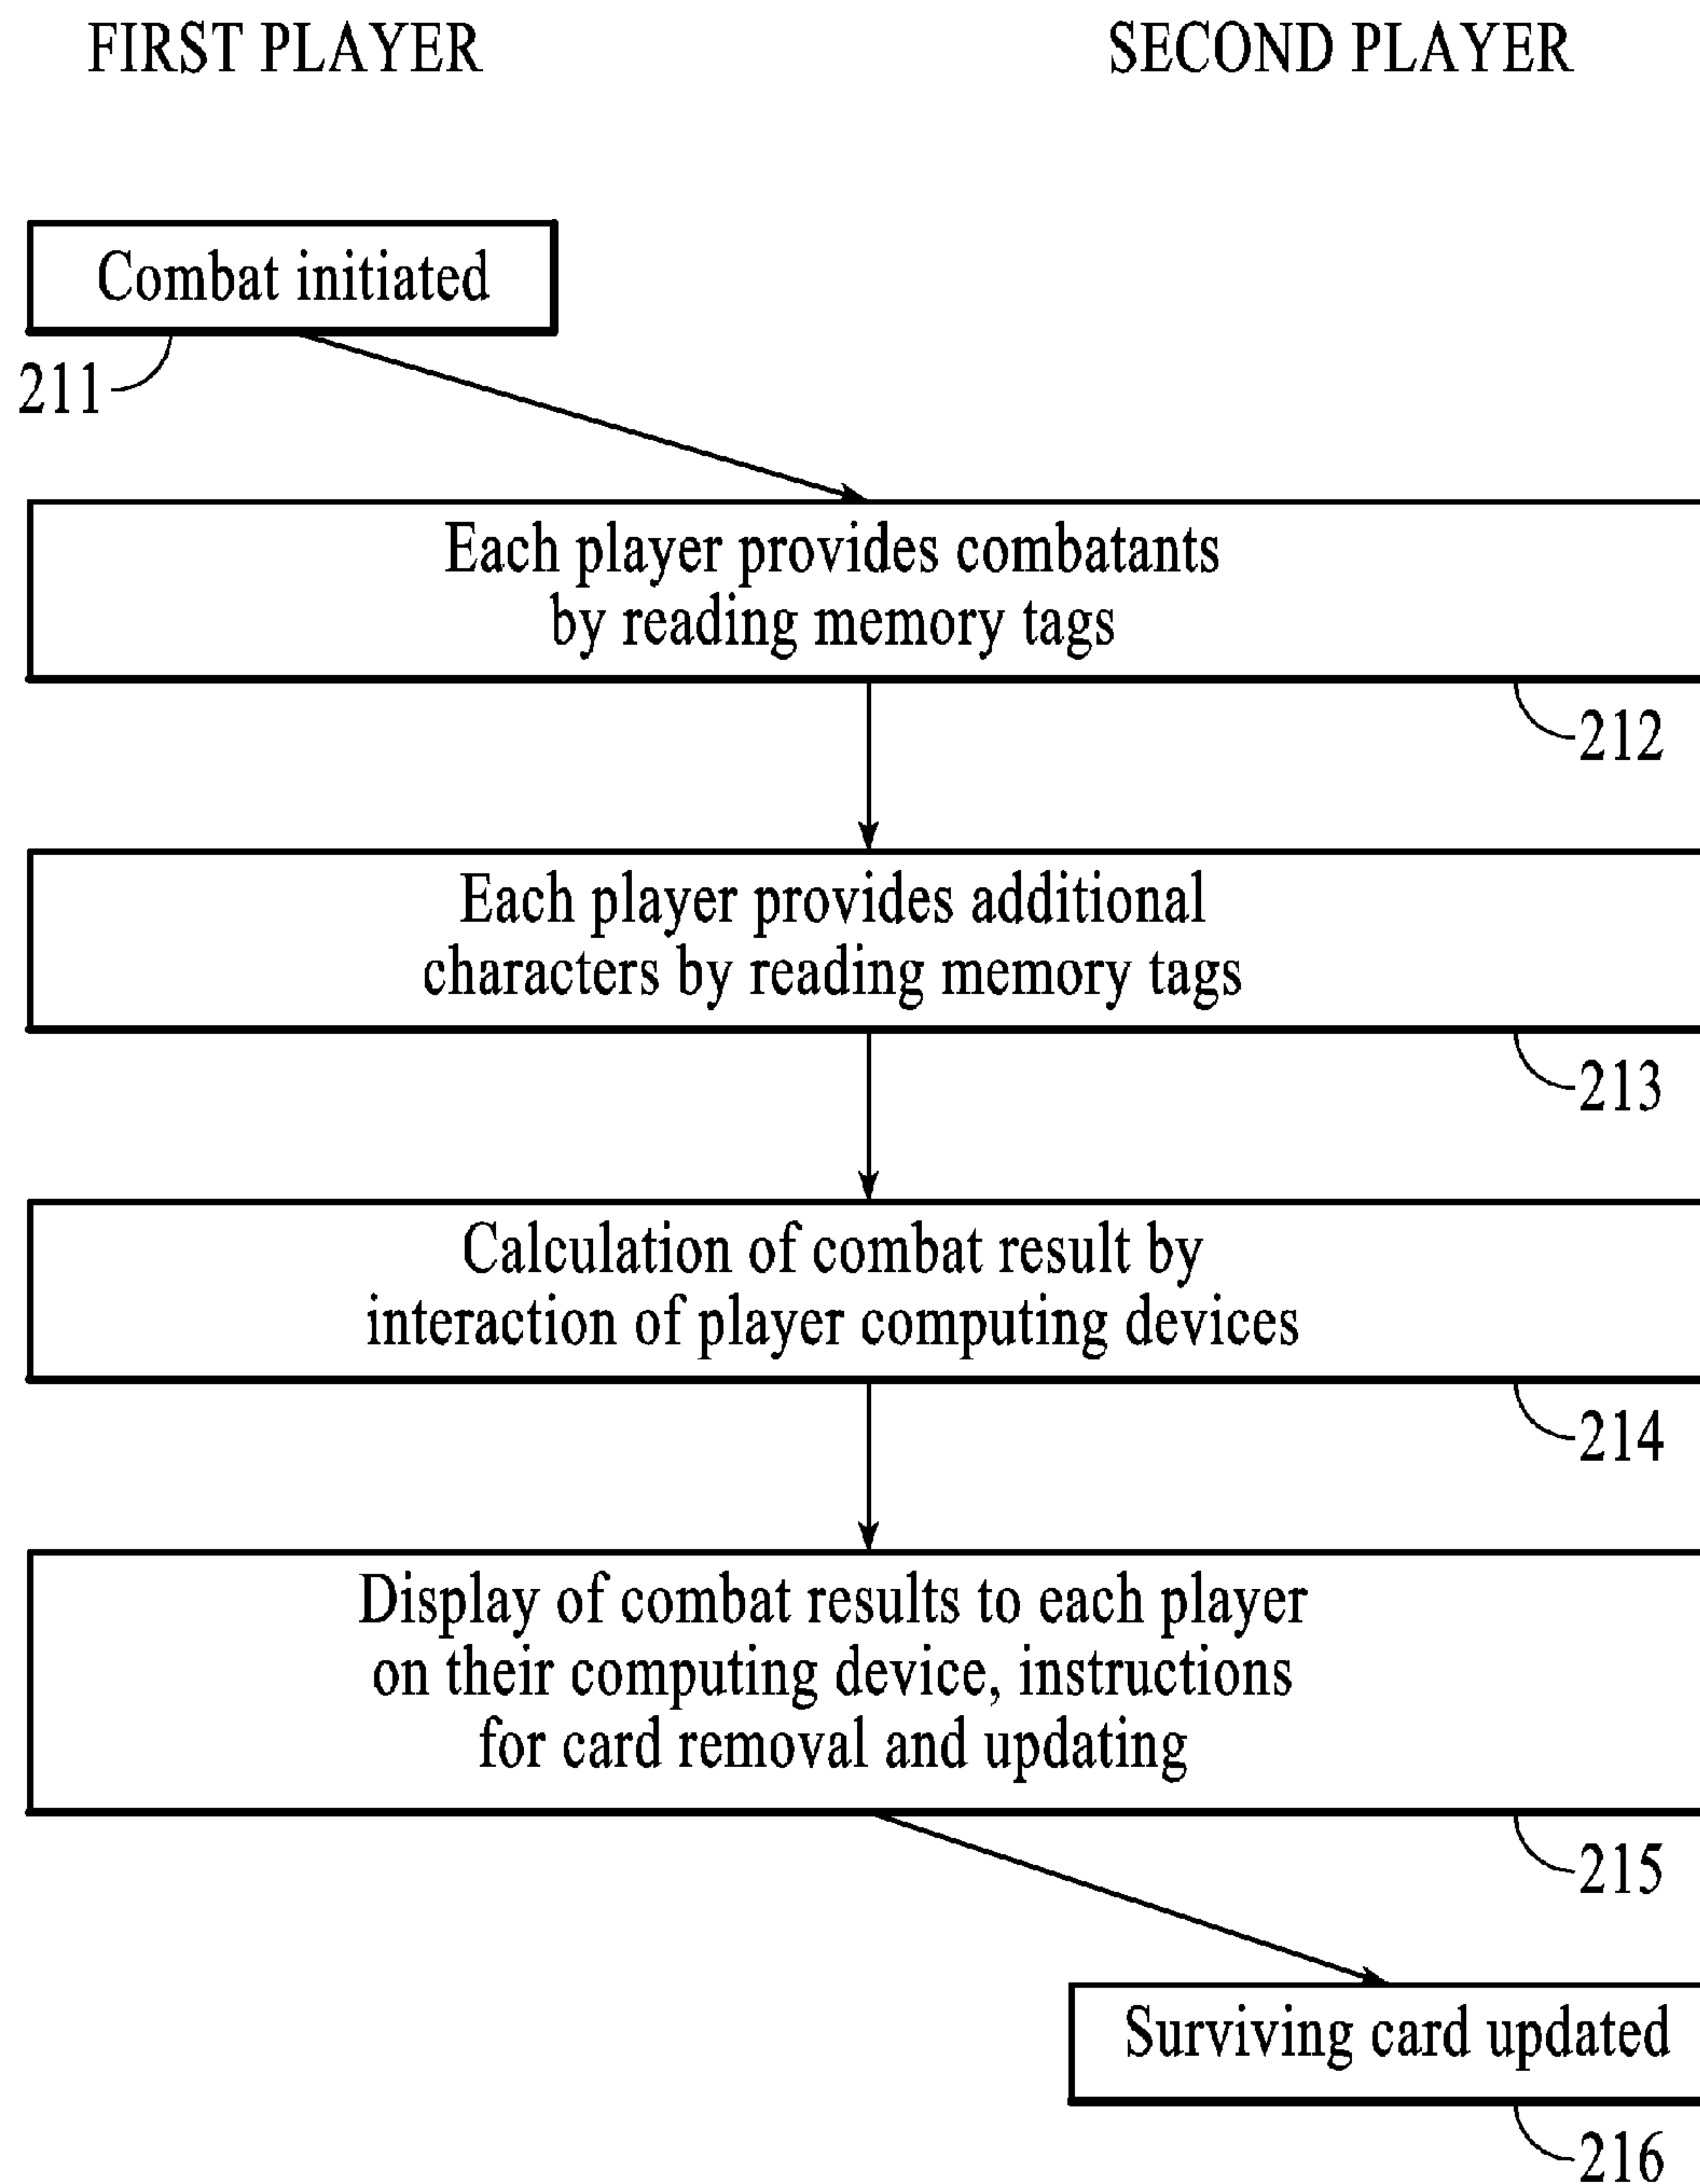 FIRST PLAYER
SECOND PLAYER
Combat initiated
211
Each player provides combatants
by reading memory tags
212
Each player provides additional
characters by reading memory tags
213
Calculation of combat result by
interaction of player computing devices
214
Display of combat results to each player
on their computing device, instructions
for card removal and updating
215
Surviving card updated
216